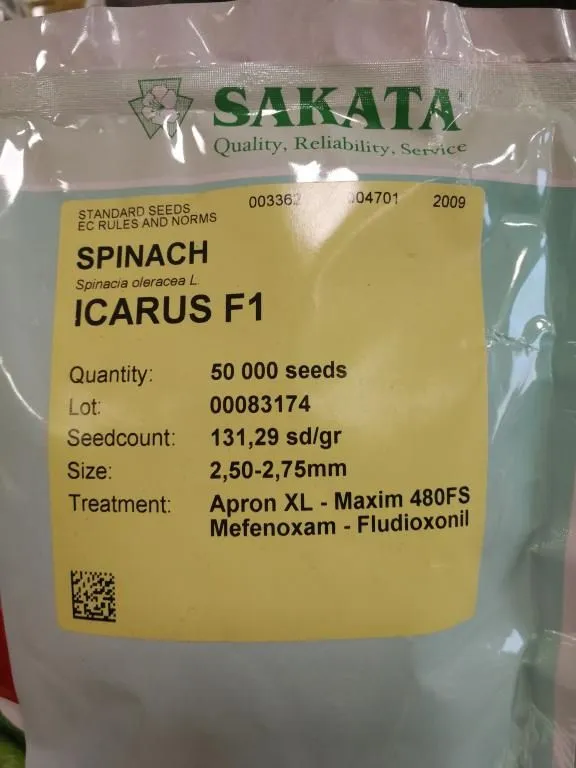 SAKATA
Quality, Reliability, Service
STANDARD SEEDS
EC RULES AND NORMS
003362 004701 2009
SPINACH
Spinacia oleracea L.
ICARUS F1
Quantity: 50 000 seeds
Lot: 00083174
Seedcount: 131,29 sd/gr
Size: 2,50-2,75mm
Treatment: Apron XL - Maxim 480FS
Mefenoxam - Fludioxonil